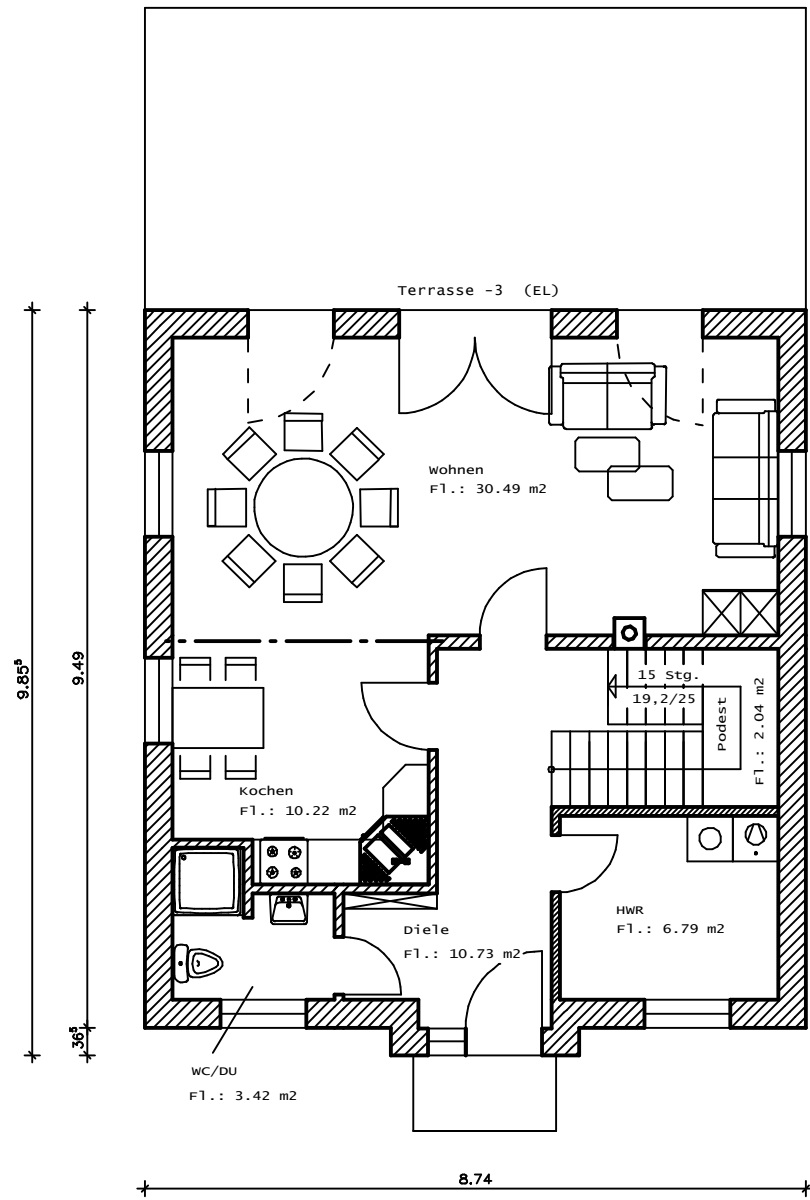 Terrasse -3 (EL)
Wohnen
Fl.: 30.49 m2
9.85⁵
9.49
15 Stg.
19,2/25
Podest
Fl.: 2.04 m2
Kochen
Fl.: 10.22 m2
Diele
Fl.: 10.73 m2
HWR
Fl.: 6.79 m2
36⁵
WC/DU
Fl.: 3.42 m2
8.74